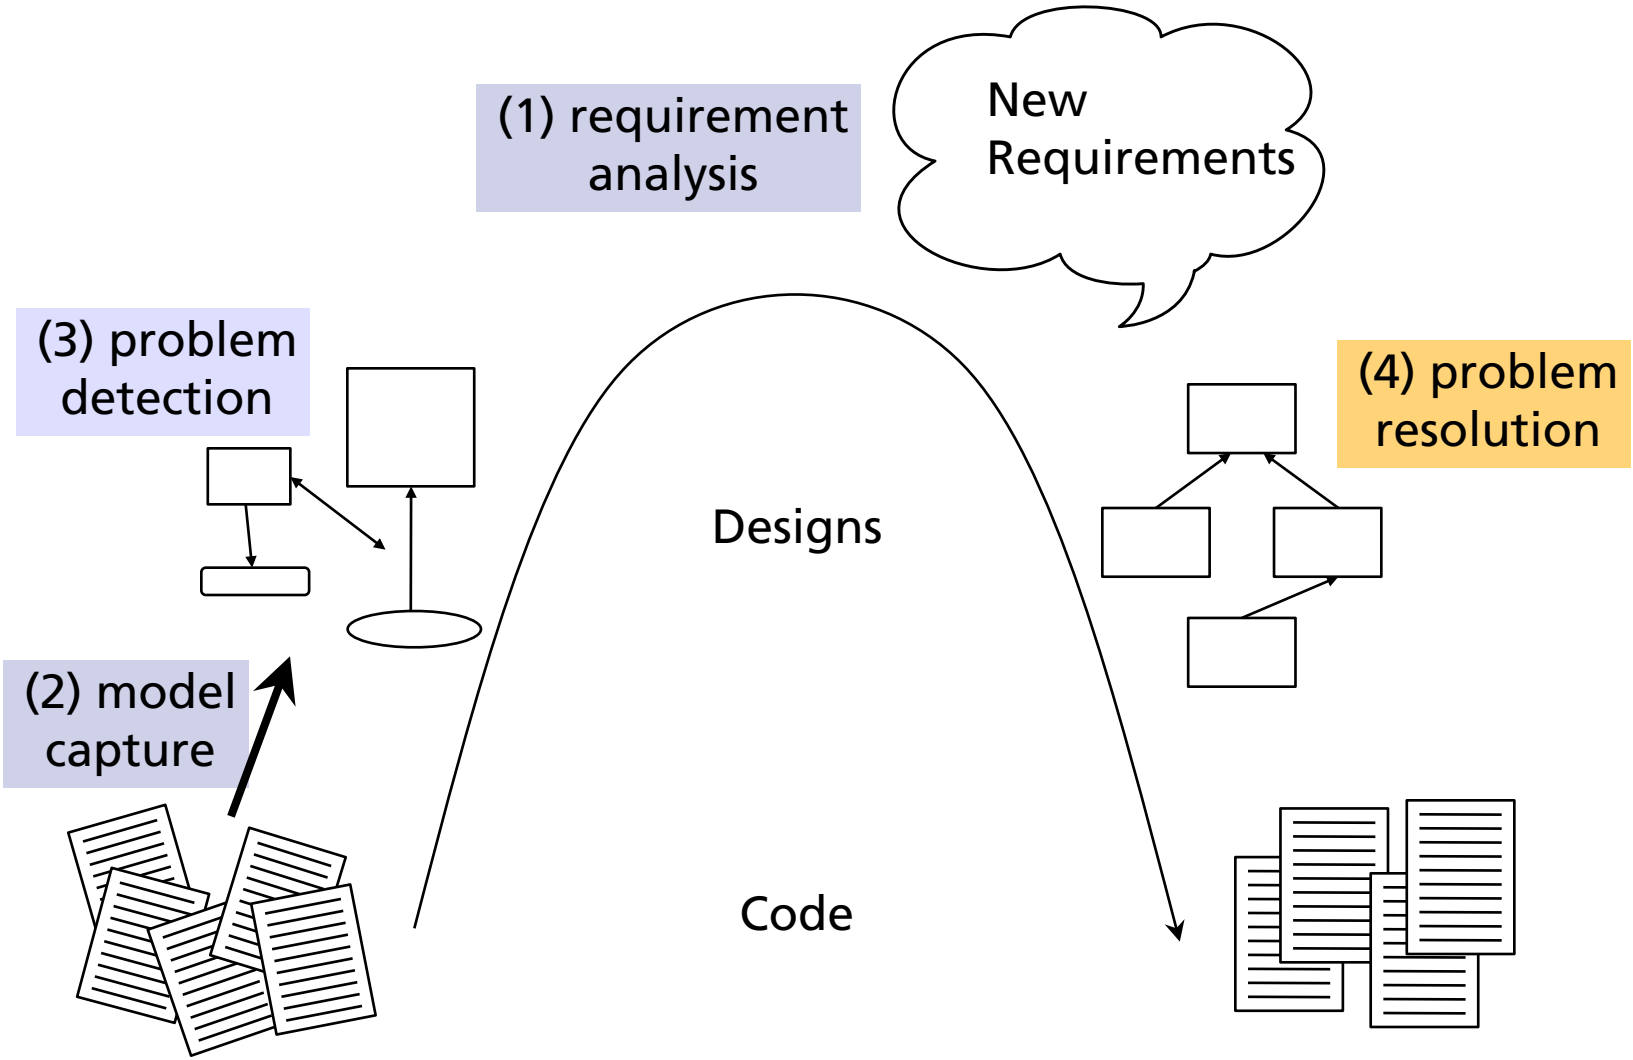 (1) requirement
analysis
New
Requirements
(3) problem
detection
(4) problem
resolution
Designs
(2) model
capture
Code